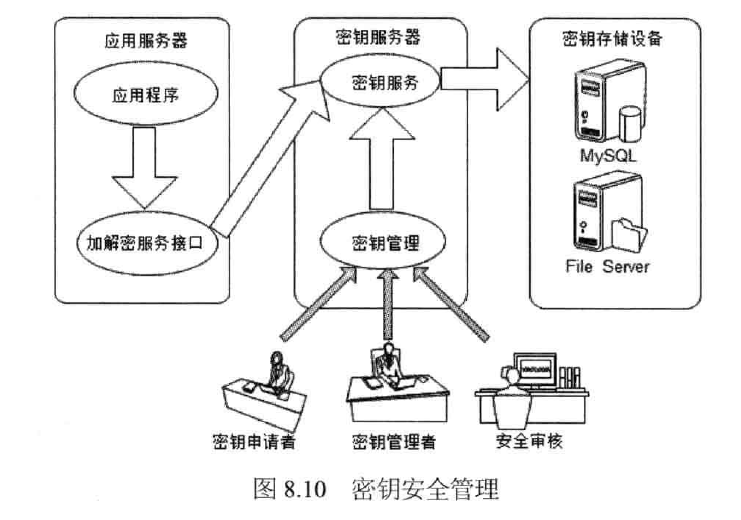 应用服务器
应用程序
加解密服务接口
密钥服务器
密钥服务
密钥管理
密钥存储设备
MySQL
File Server
密钥申请者
密钥管理者
安全审核
图 8.10 密钥安全管理